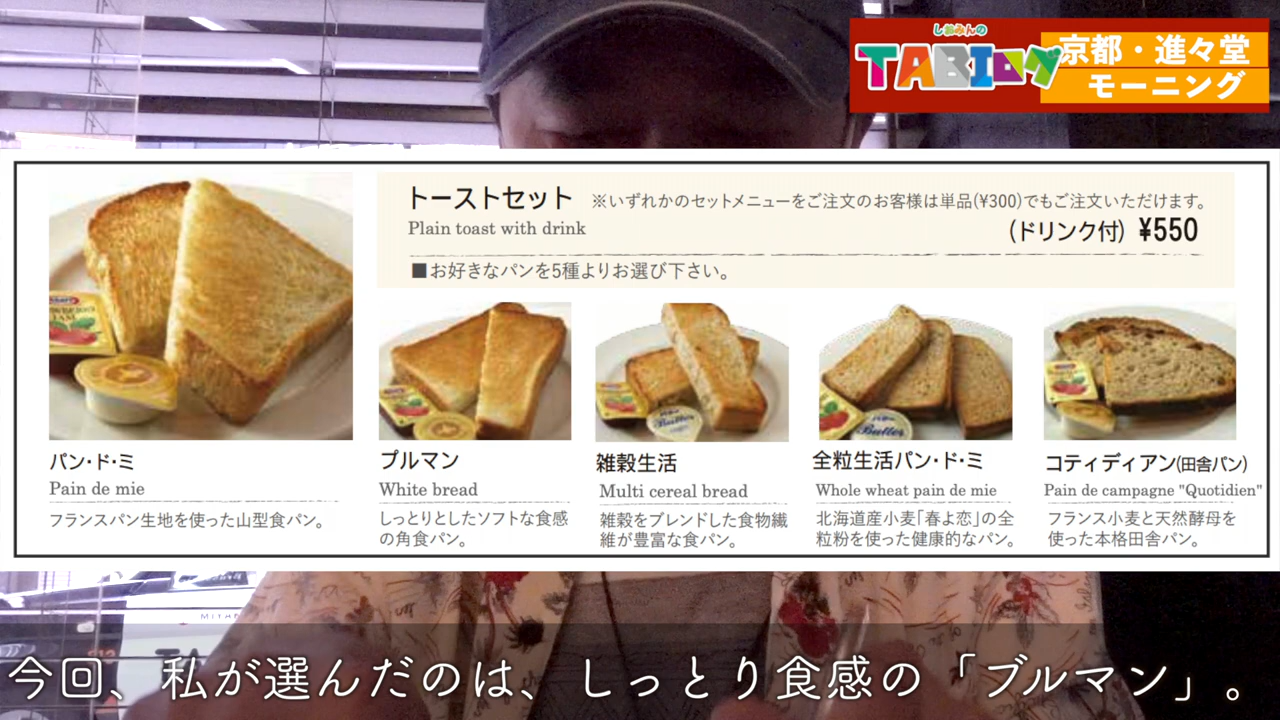 しおみんの
TABIログ
京都・進々堂
モーニング
トーストセット ※いずれかのセットメニューをご注文のお客様は単品(¥300)でもご注文いただけます。
Plain toast with drink
(ドリンク付) ¥550
■お好きなパンを5種よりお選び下さい。
パン・ド・ミ
Pain de mie
フランスパン生地を使った山型食パン。
プルマン
White bread
しっとりとしたソフトな食感
の角食パン。
雑穀生活
Multi cereal bread
雑穀をブレンドした食物繊
維が豊富な食パン。
全粒生活パン・ド・ミ
Whole wheat pain de mie
北海道産小麦「春よ恋」の全
粒粉を使った健康的なパン。
コティディアン(田舎パン)
Pain de campagne "Quotidien"
フランス小麦と天然酵母を
使った本格田舎パン。
Butter
Butter
今回、私が選んだのは、しっとり食感の「ブルマン」。